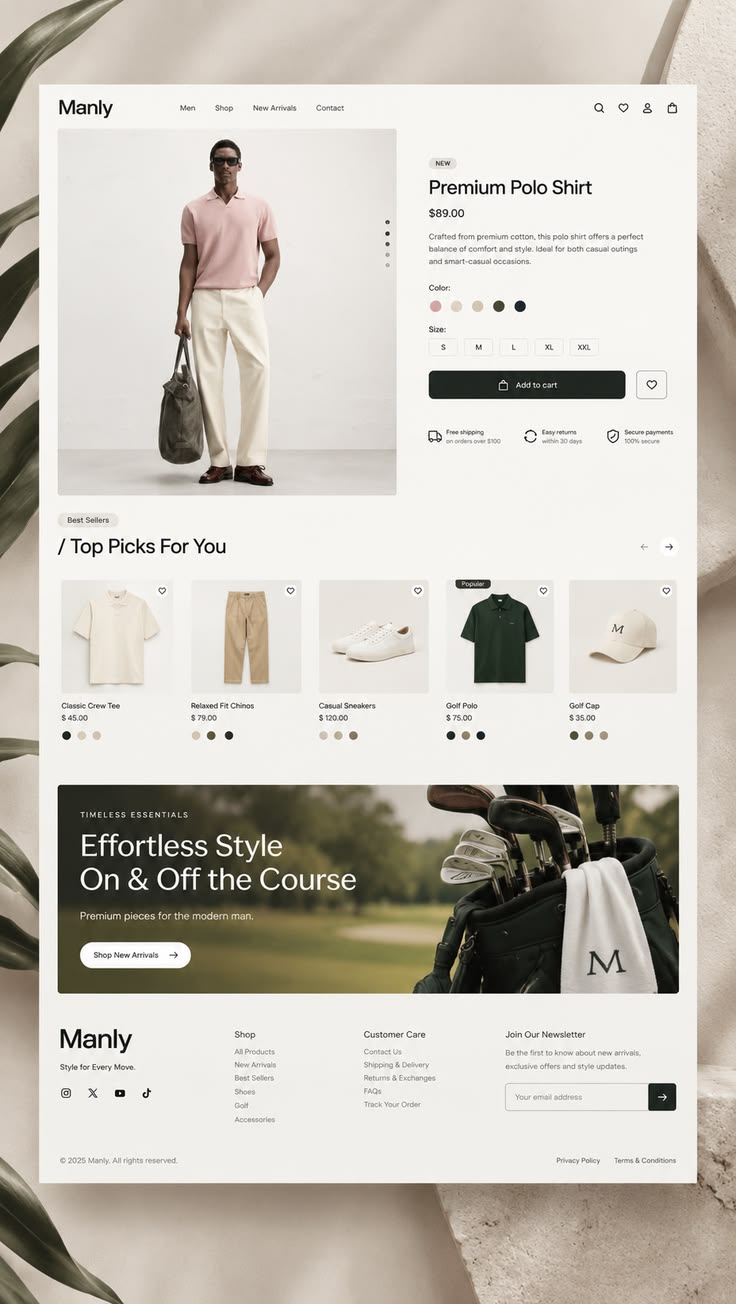 Manly
Men
Shop
New Arrivals
Contact
NEW
Premium Polo Shirt
$89.00
Crafted from premium cotton, this polo shirt offers a perfect
balance of comfort and style. Ideal for both casual outings
and smart-casual occasions.
Color:
Size:
S
M
L
XL
XXL
Add to cart
Free shipping
on orders over $100
Easy returns
within 30 days
Secure payments
100% secure
Best Sellers
/ Top Picks For You
Popular
M
Classic Crew Tee
$ 45.00
Relaxed Fit Chinos
$ 79.00
Casual Sneakers
$ 120.00
Golf Polo
$ 75.00
Golf Cap
$ 35.00
TIMELESS ESSENTIALS
Effortless Style
On & Off the Course
Premium pieces for the modern man.
Shop New Arrivals
M
Manly
Style for Every Move.
Shop
All Products
New Arrivals
Best Sellers
Shoes
Golf
Accessories
Customer Care
Contact Us
Shipping & Delivery
Returns & Exchanges
FAQs
Track Your Order
Join Our Newsletter
Be the first to know about new arrivals,
exclusive offers and style updates.
Your email address
© 2025 Manly. All rights reserved.
Privacy Policy
Terms & Conditions